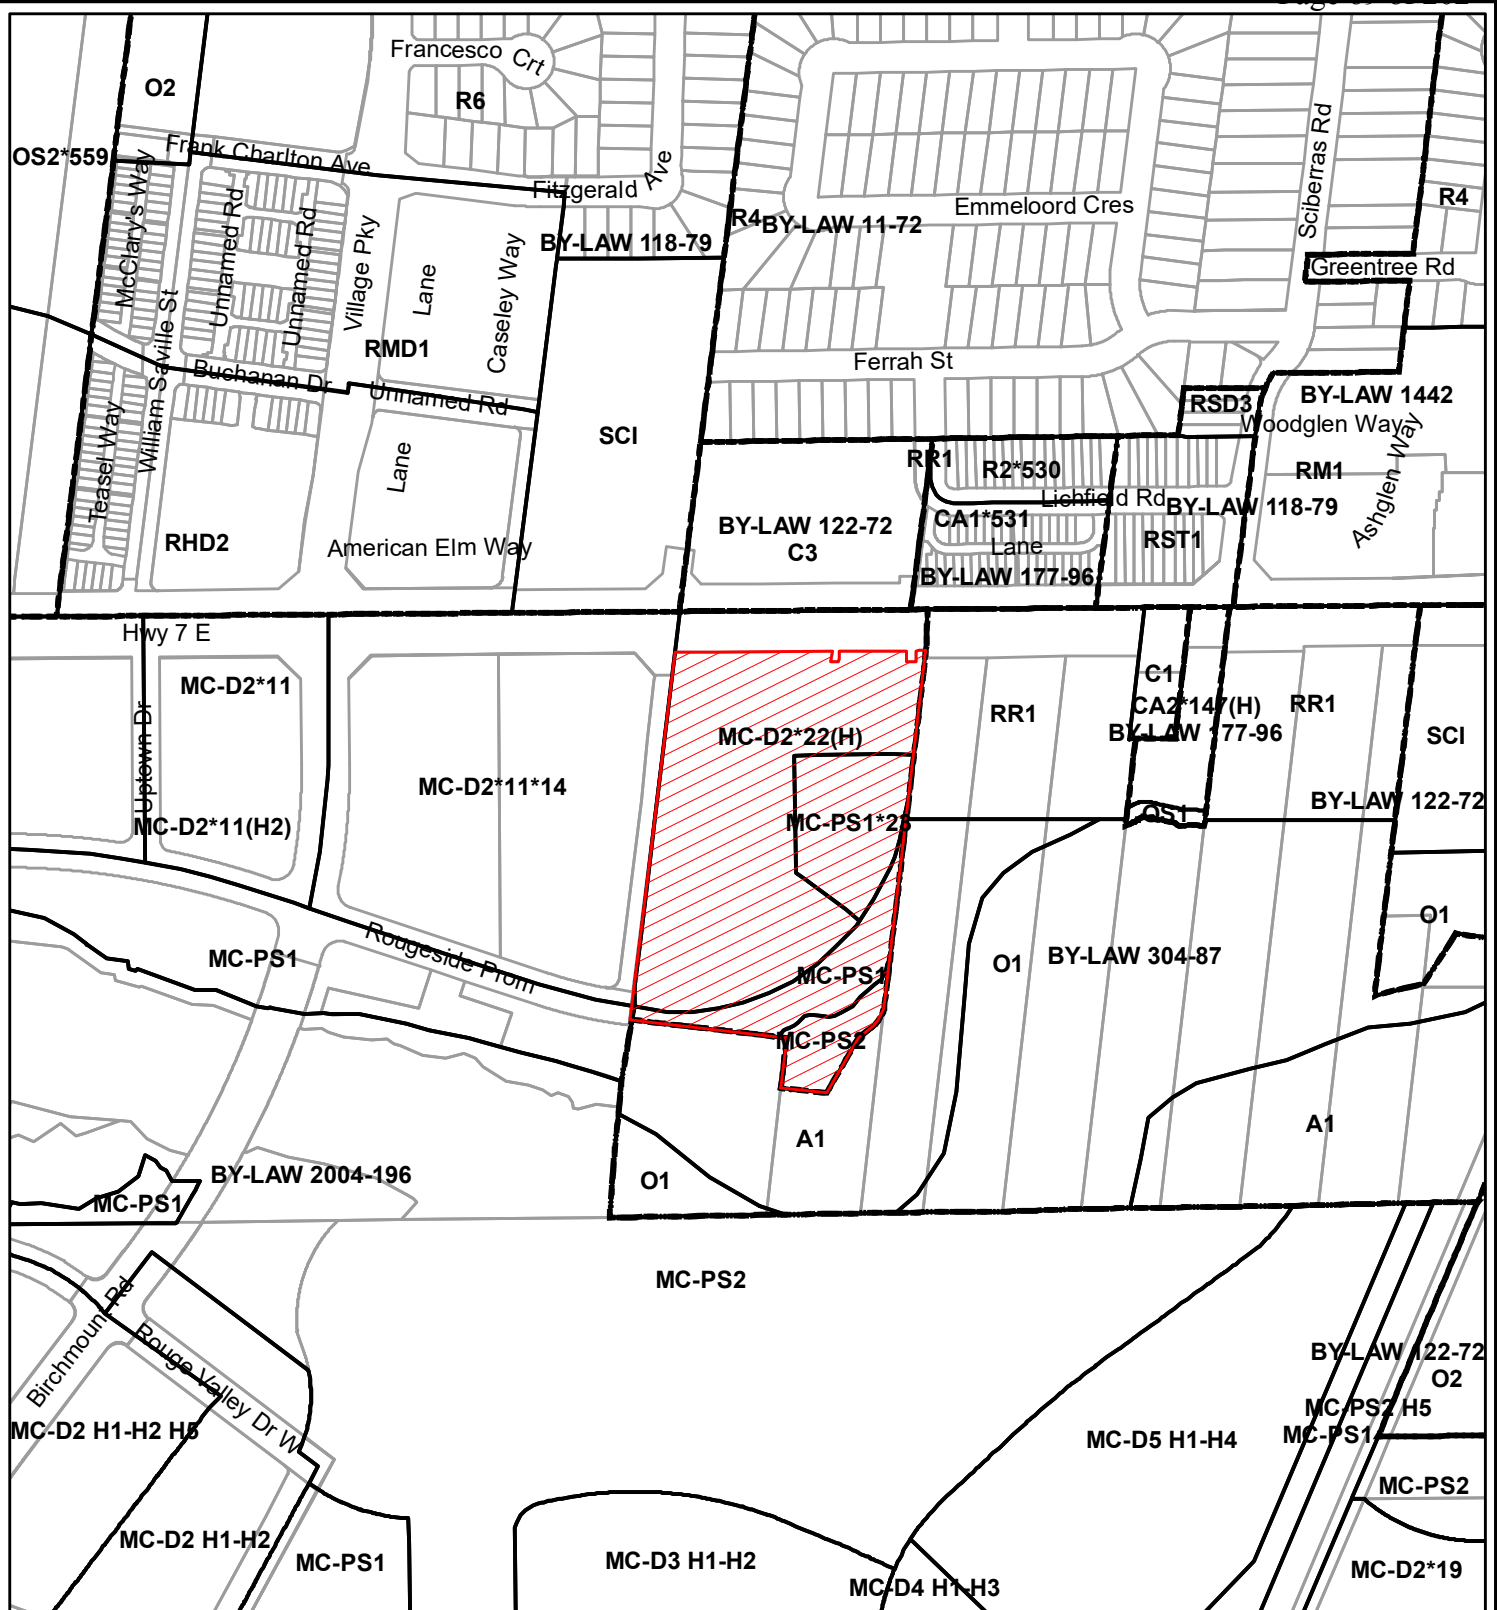 Francesco Crt
O2
R6
Frank Charlton Ave
OS2*559
McClary's Way
Unnamed Rd
Unnamed Rd
Village Pky
Fitzgerald Ave
R4
BY-LAW 11-72
Emmeloord Cres
Sciberras Rd
R4
BY-LAW 118-79
Greentree Rd
Lane
Caseley Way
William Saville St
RMD1
Ferrah St
Buchanan Dr
Unnamed Rd
RSD3
BY-LAW 1442
Woodglen Way
SCI
Teasel Way
Lane
RR1
R2*530
RM1
Ashglen Way
Lichfield Rd
BY-LAW 118-79
BY-LAW 122-72
C3
CA1*531
Lane
RST1
RHD2
American Elm Way
BY-LAW 177-96
Hwy 7 E
MC-D2*11
C1
CA2*147(H)
RR1
RR1
BY-LAW 177-96
SCI
Uptown Dr
MC-D2*22(H)
MC-D2*11*14
BY-LAW 122-72
OS1
MC-D2*11(H2)
MC-PS1*23
O1
MC-PS1
Rougeside Prom
MC-PS1
O1
BY-LAW 304-87
MC-PS2
A1
A1
BY-LAW 2004-196
O1
MC-PS1
MC-PS2
Birchmount Rd
Rouge Valley Dr W
BY-LAW 122-72
O2
MC-PS2 H5
MC-PS1
MC-D2 H1-H2 H5
MC-D5 H1-H4
MC-PS2
MC-D2 H1-H2
MC-PS1
MC-D3 H1-H2
MC-D4 H1-H3
MC-D2*19